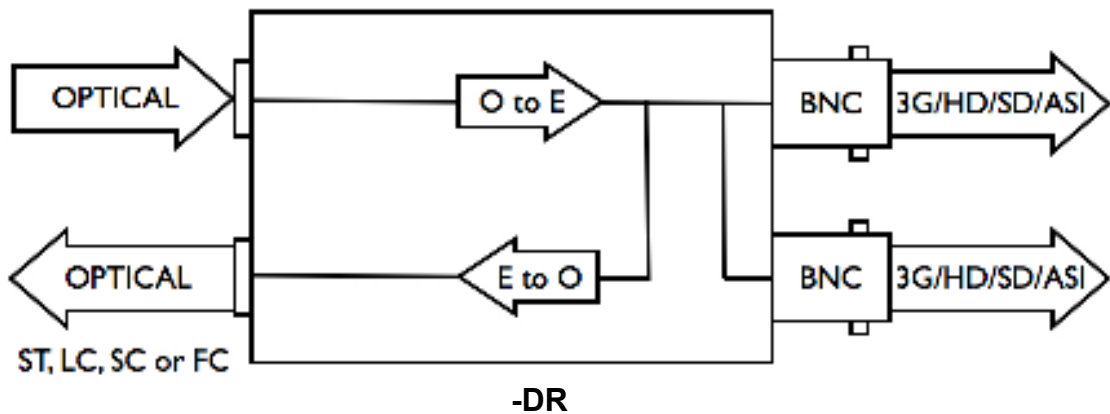 OPTICAL
O to E
BNC
3G/HD/SD/ASI
OPTICAL
E to O
BNC
3G/HD/SD/ASI
ST, LC, SC or FC
-DR